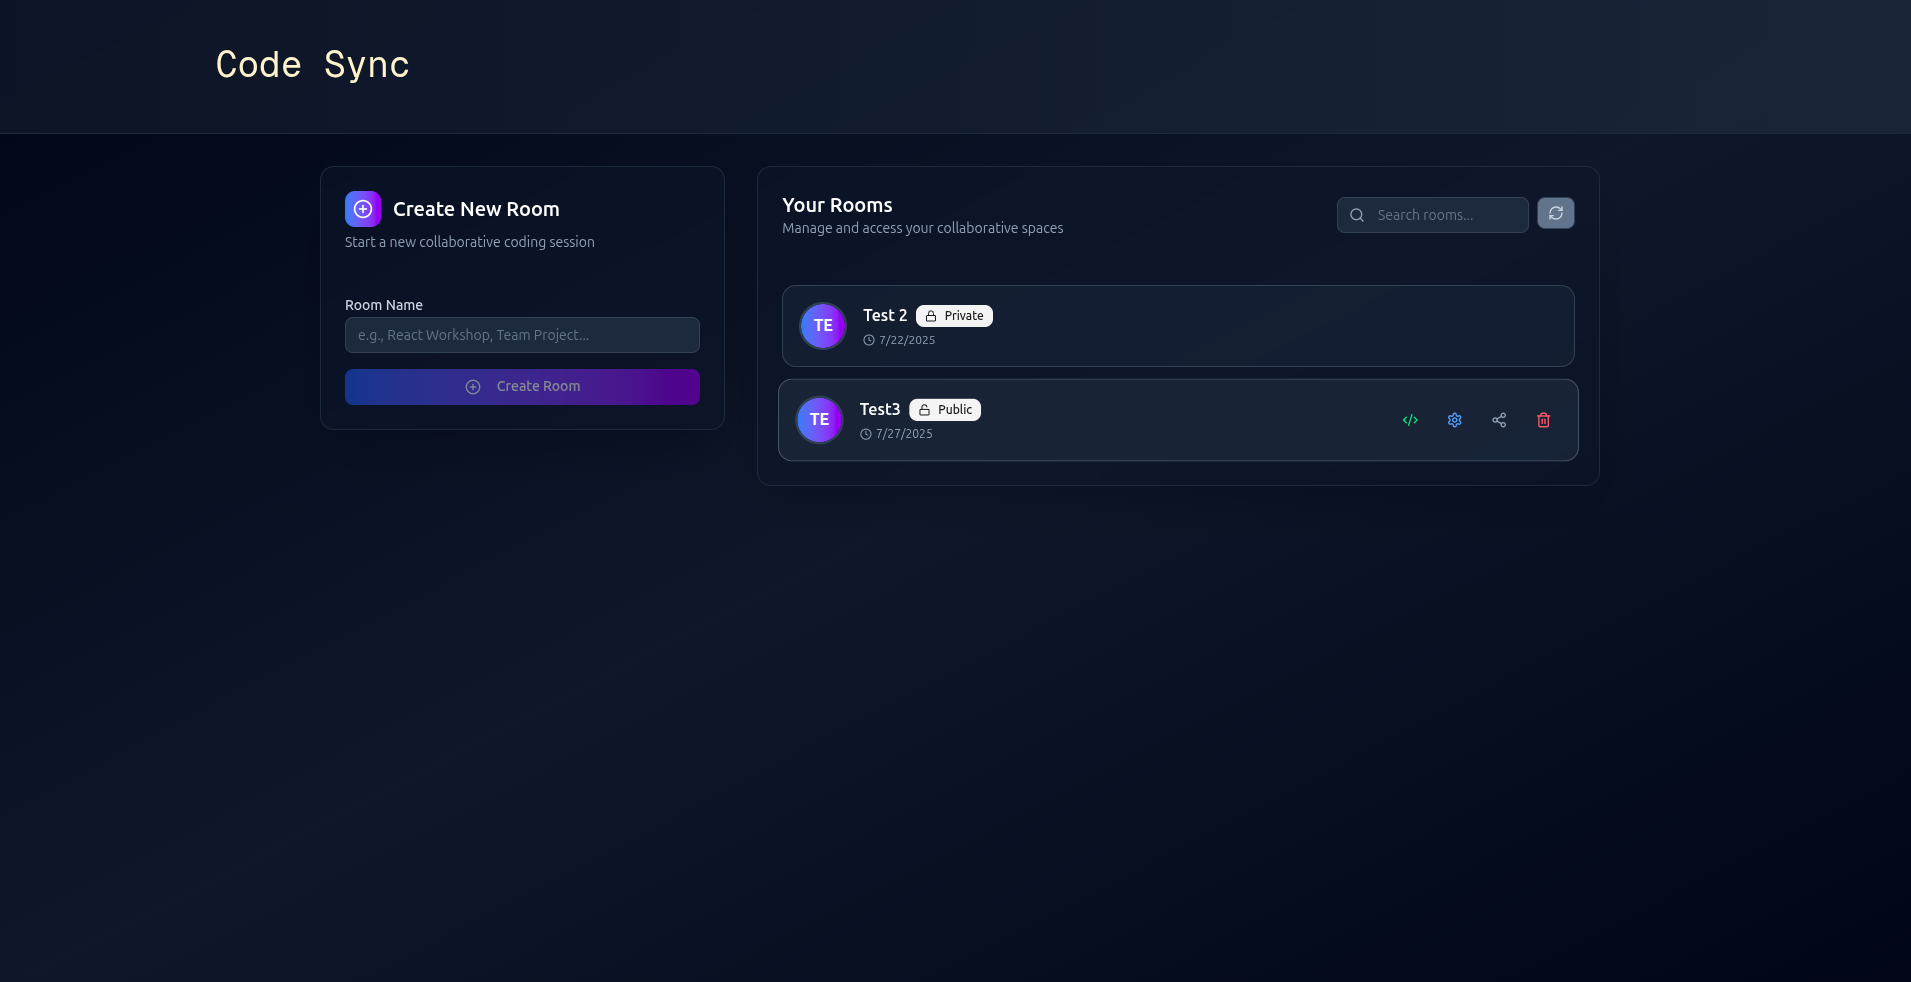 Code Sync
Create New Room
Start a new collaborative coding session
Room Name
e.g., React Workshop, Team Project...
Create Room
Your Rooms
Manage and access your collaborative spaces
Search rooms...
TE
Test 2
Private
7/22/2025
TE
Test3
Public
7/27/2025